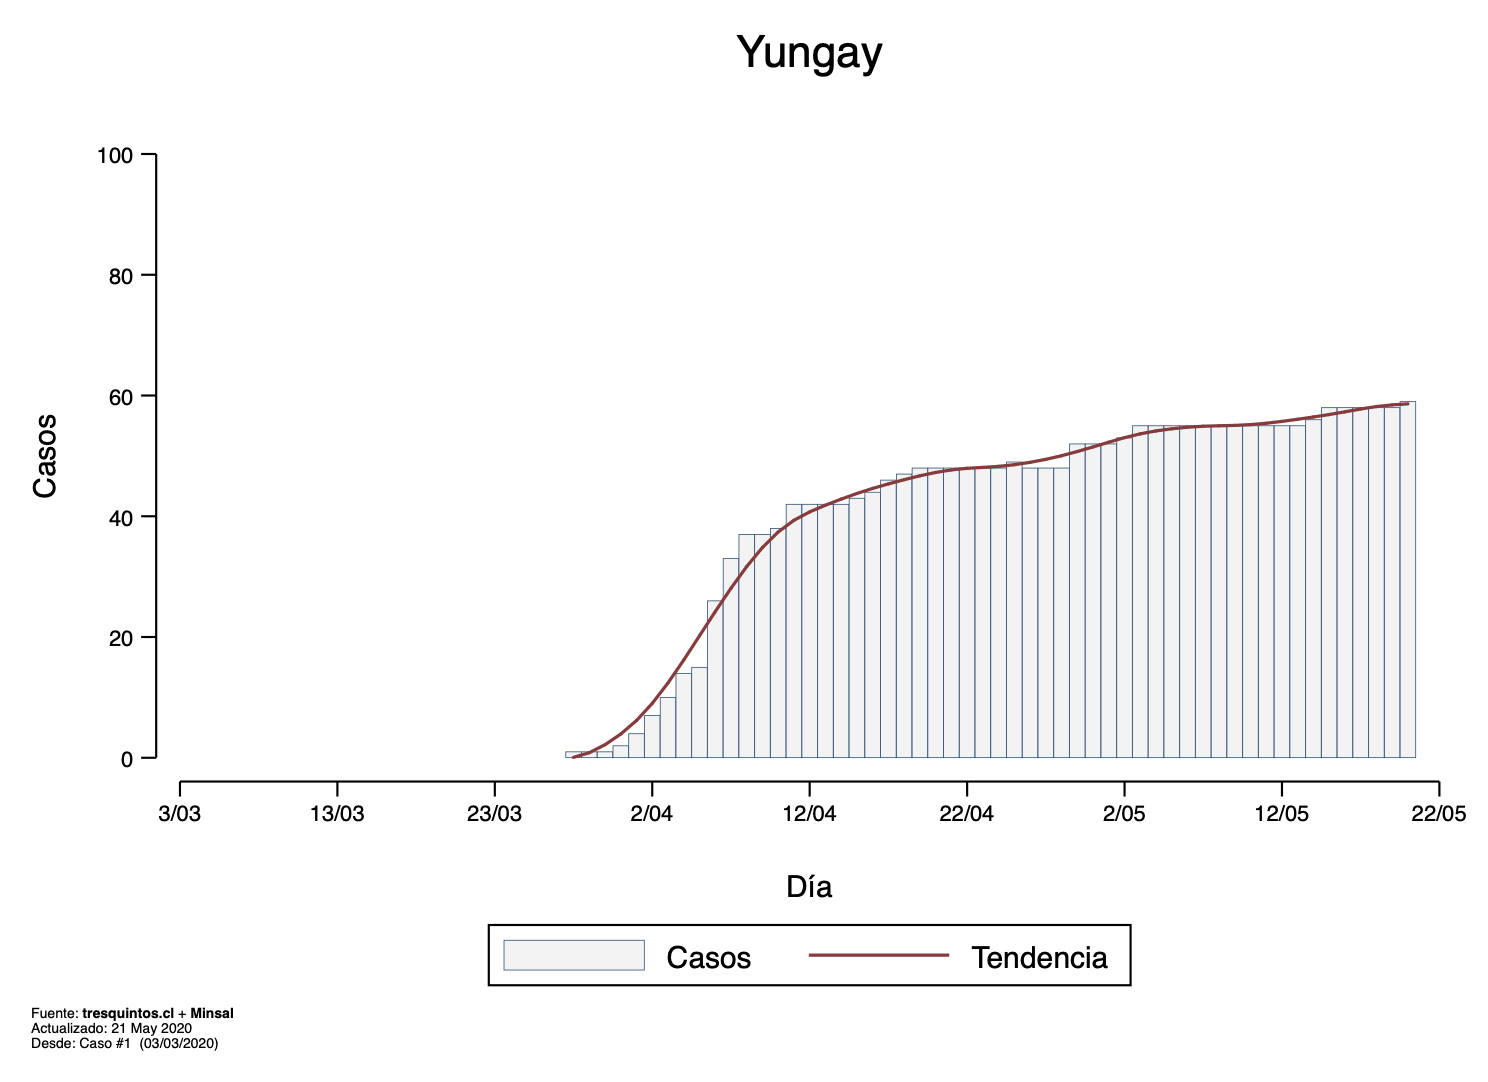 Yungay
100
80
60
40
20
0
Casos
3/03 13/03 23/03 2/04 12/04 22/04 2/05 12/05 22/05
Día
Casos Tendencia
Fuente: tresquintos.cl + Minsal
Actualizado: 21 May 2020
Desde: Caso #1 (03/03/2020)